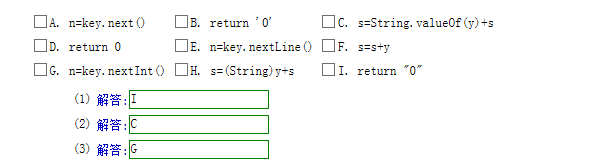 A. n=key.next() B. return '0' C. s=String.valueOf(y)+s
D. return 0 E. n=key.nextLine() F. s=s+y
G. n=key.nextInt() H. s=(String)y+s I. return "0"
(1) 解答:I
(2) 解答:C
(3) 解答:G